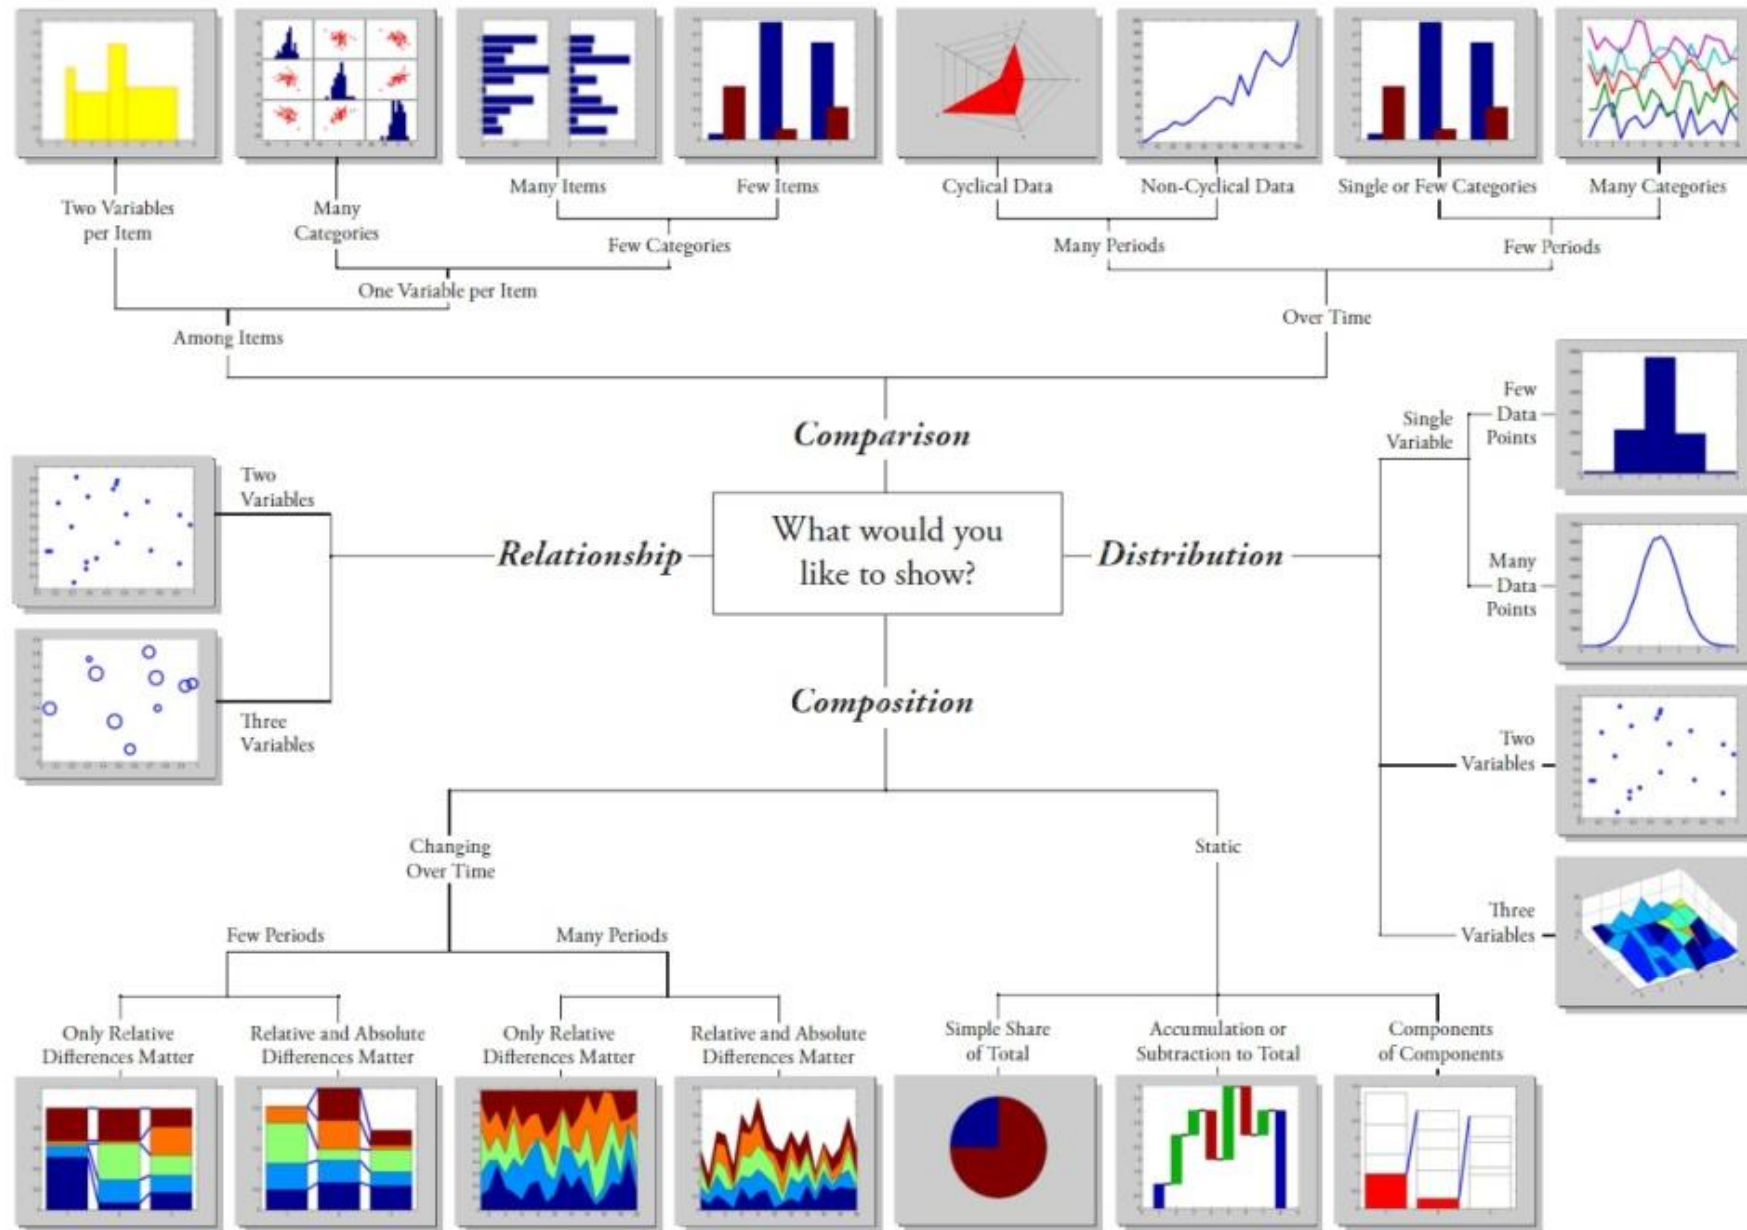 Many Items
Few Items
Cyclical Data
Non-Cyclical Data
Single or Few Categories
Many Categories
Two Variables
per Item
Many
Categories
Few Categories
Many Periods
Few Periods
One Variable per Item
Among Items
Over Time
Comparison
Single
Variable
Few
Data
Points
Two
Variables
What would you
like to show?
Relationship
Distribution
Many
Data
Points
Three
Variables
Composition
Two
Variables
Changing
Over Time
Static
Three
Variables
Few Periods
Many Periods
Only Relative
Differences Matter
Relative and Absolute
Differences Matter
Only Relative
Differences Matter
Relative and Absolute
Differences Matter
Simple Share
of Total
Accumulation or
Subtraction to Total
Components
of Components